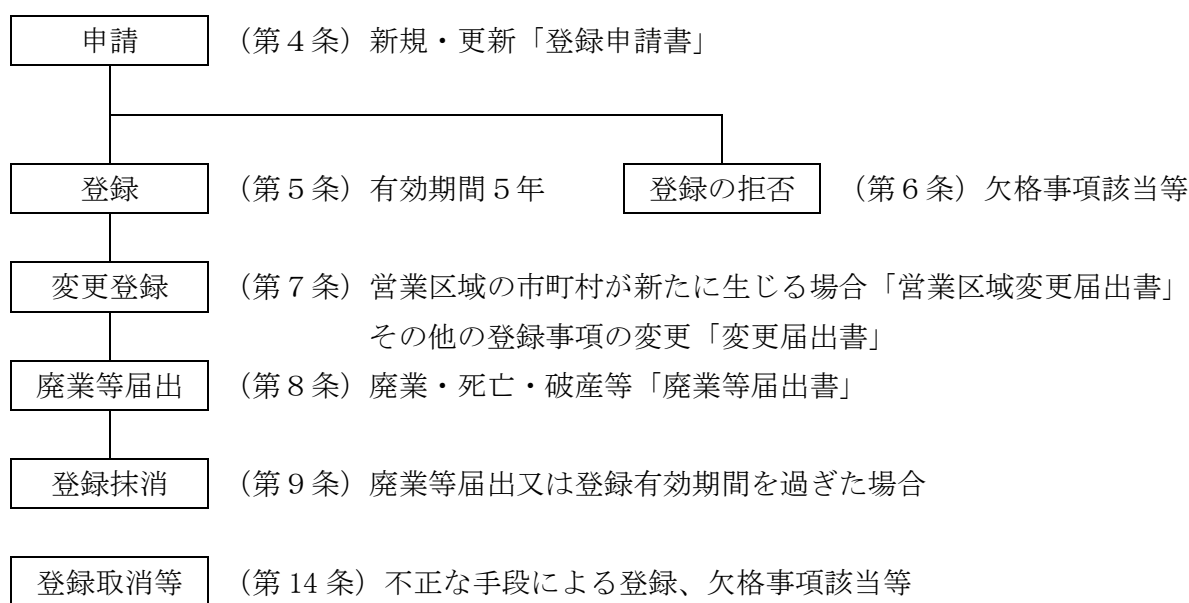 申請 （第４条）新規・更新「登録申請書」
登録 （第５条）有効期間５年 登録の拒否 （第６条）欠格事項該当等
変更登録 （第７条）営業区域の市町村が新たに生じる場合「営業区域変更届出書」
その他の登録事項の変更「変更届出書」
廃業等届出 （第８条）廃業・死亡・破産等「廃業等届出書」
登録抹消 （第９条）廃業等届出又は登録有効期間を過ぎた場合
登録取消等 （第 14 条）不正な手段による登録、欠格事項該当等